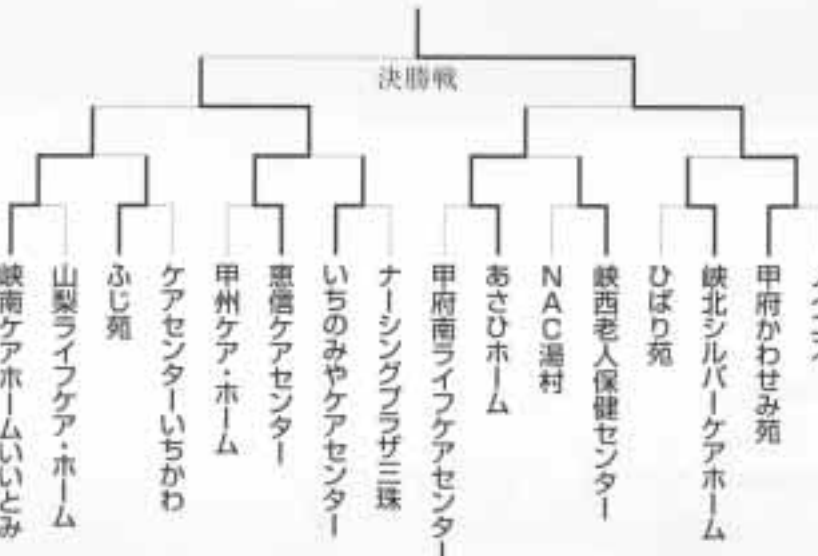 決勝戦
峡南ケアホームいいとみ
山梨ライフケア・ホーム
ふじ苑
ケアセンターいちかわ
甲州ケア・ホーム
恵信ケアセンター
いちのみやケアセンター
ナーシングプラザ三珠
甲府南ライフケアセンター
あさひホーム
NAC湯村
峡西老人保健センター
ひばり苑
峡北シルバーケアホーム
甲府かわせみ苑